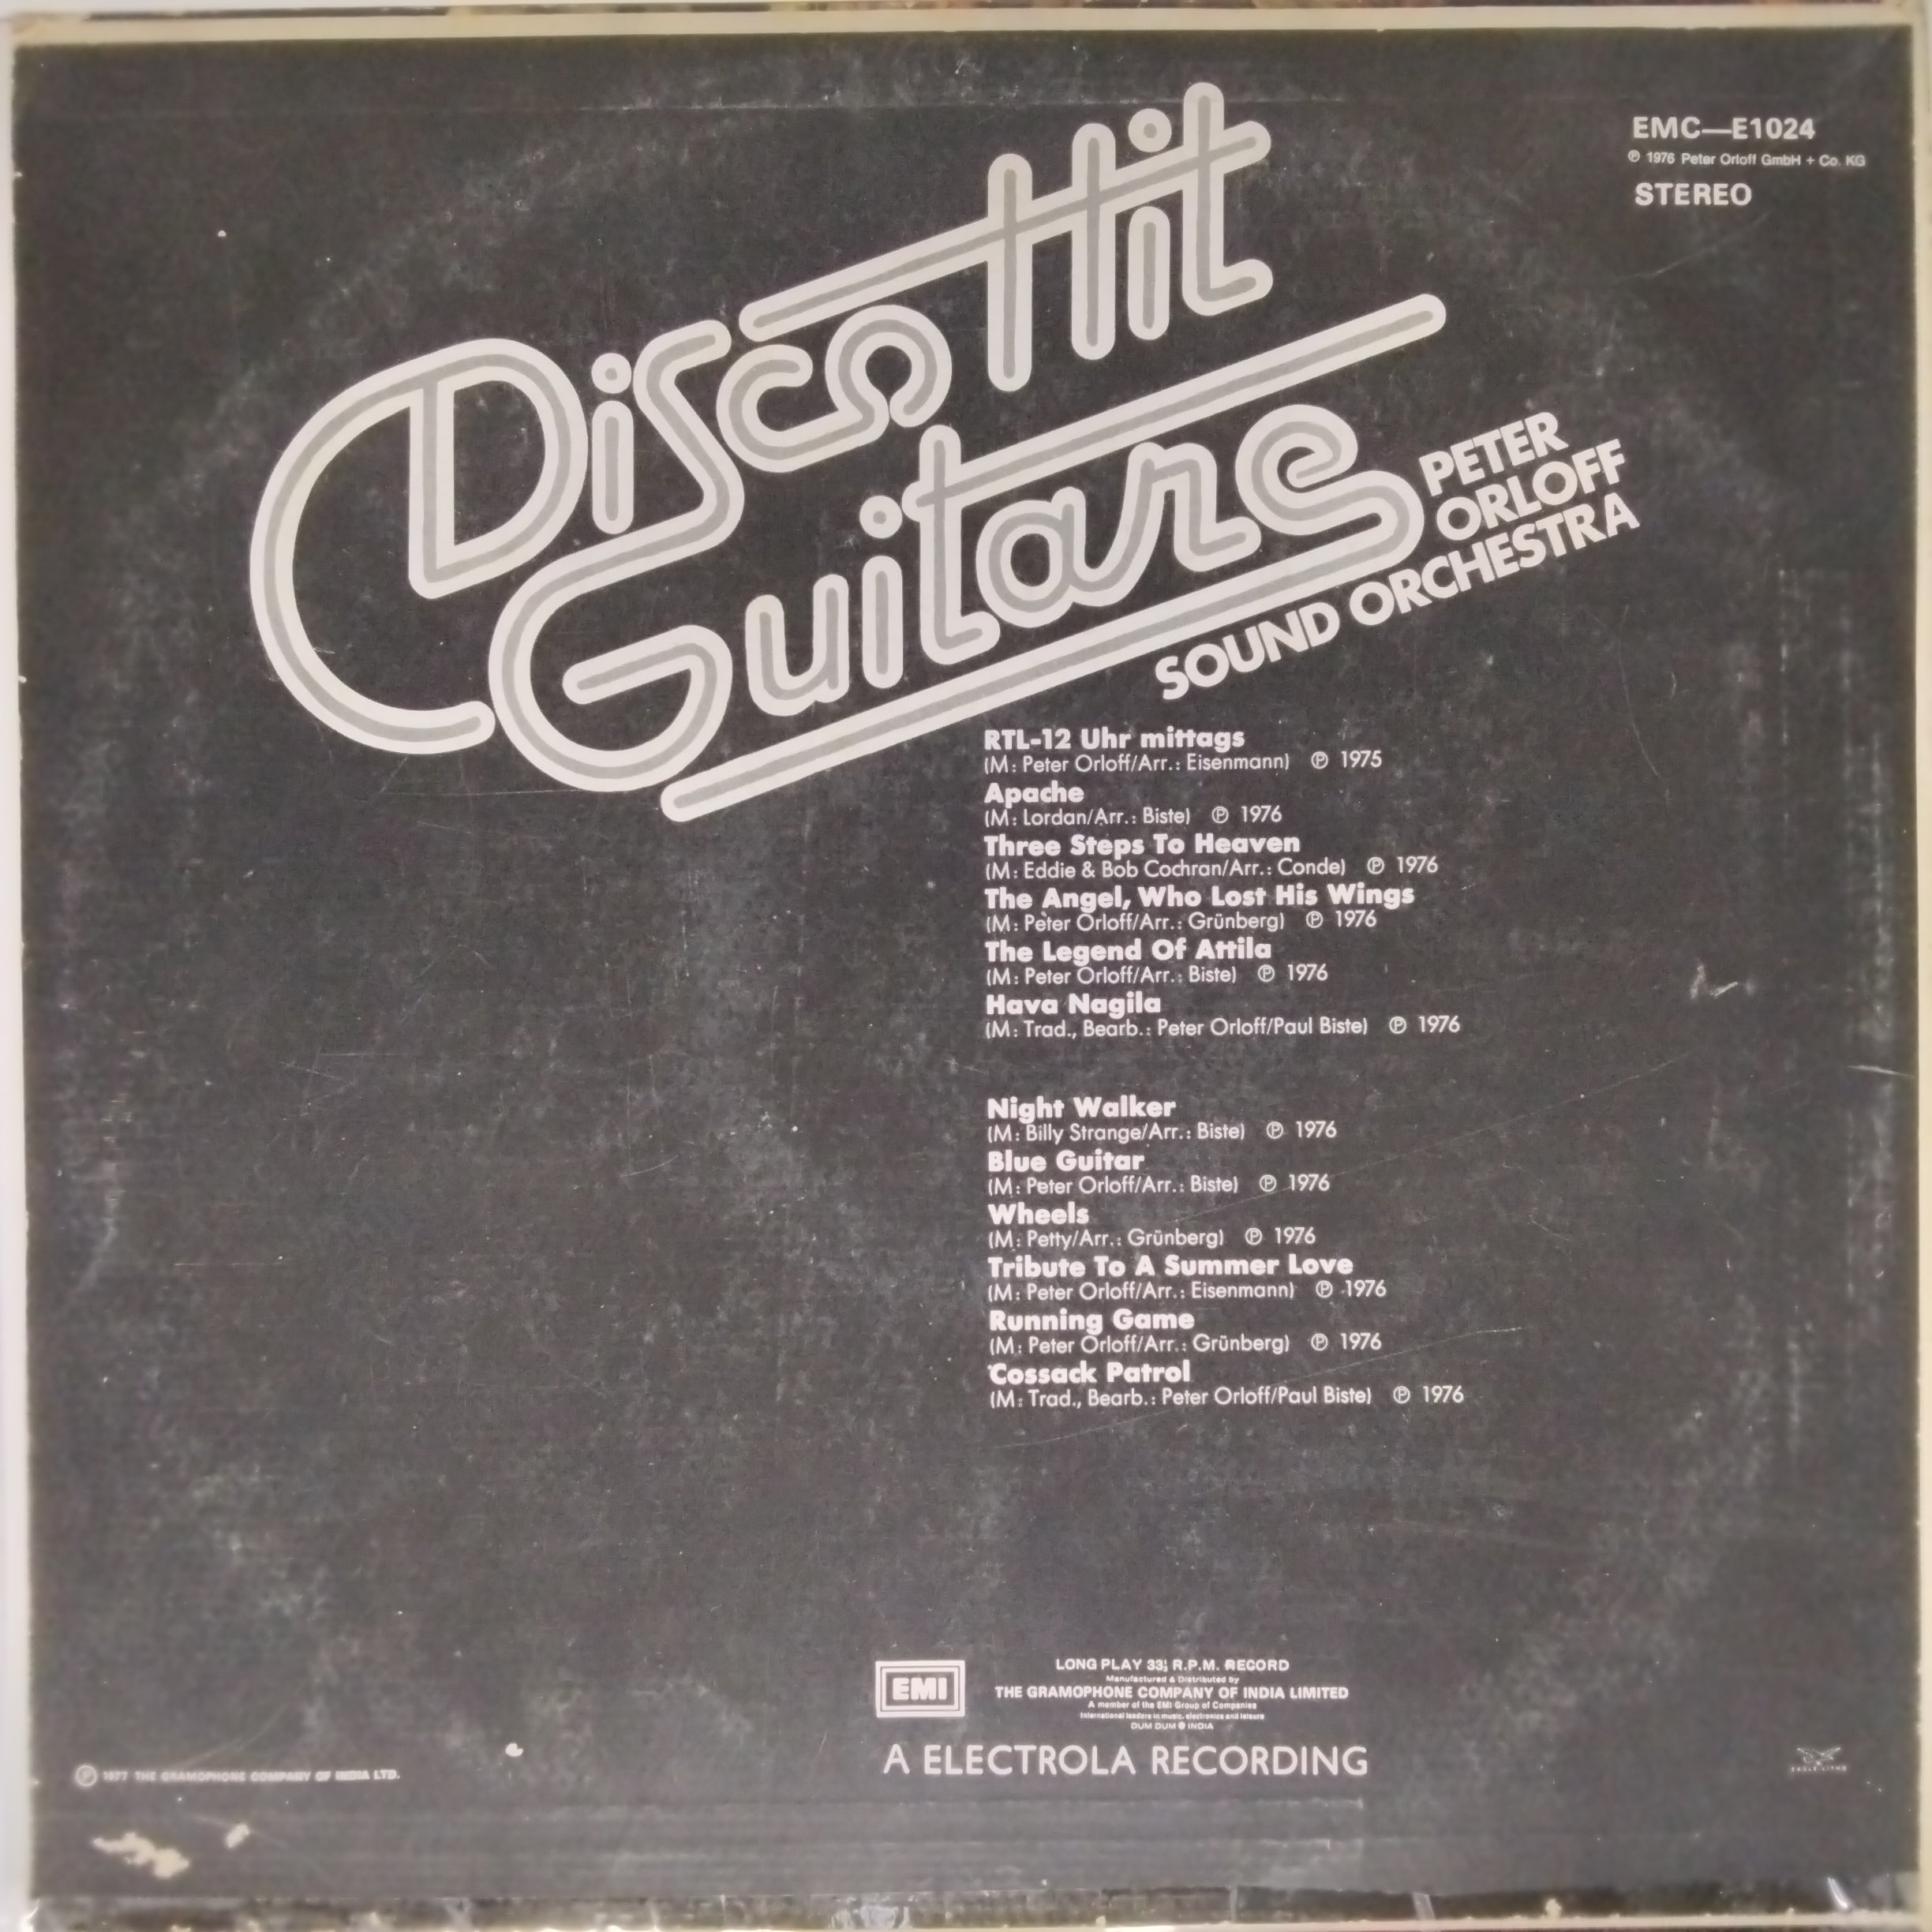 EMC—E1024
℗ 1976 Peter Orloff GmbH + Co. KG
STEREO
Disco Hit
Guitare
PETER
ORLOFF
SOUND ORCHESTRA
RTL-12 Uhr mittags
(M: Peter Orloff/Arr.: Eisenmann) ℗ 1975
Apache
(M: Lordan/Arr.: Biste) ℗ 1976
Three Steps To Heaven
(M: Eddie & Bob Cochran/Arr.: Conde) ℗ 1976
The Angel, Who Lost His Wings
(M: Peter Orloff/Arr.: Grünberg) ℗ 1976
The Legend Of Attila
(M: Peter Orloff/Arr.: Biste) ℗ 1976
Hava Nagila
(M: Trad., Bearb.: Peter Orloff/Paul Biste) ℗ 1976
Night Walker
(M: Billy Strange/Arr.: Biste) ℗ 1976
Blue Guitar
(M: Peter Orloff/Arr.: Biste) ℗ 1976
Wheels
(M: Petty/Arr.: Grünberg) ℗ 1976
Tribute To A Summer Love
(M: Peter Orloff/Arr.: Eisenmann) ℗ 1976
Running Game
(M: Peter Orloff/Arr.: Grünberg) ℗ 1976
Cossack Patrol
(M: Trad., Bearb.: Peter Orloff/Paul Biste) ℗ 1976
EMI
LONG PLAY 33⅓ R.P.M. RECORD
Manufactured & Distributed by
THE GRAMOPHONE COMPANY OF INDIA LIMITED
A member of the EMI Group of Companies
International leaders in music, electronics and leisure
DUM DUM INDIA
A ELECTROLA RECORDING
℗ 1977 THE GRAMOPHONE COMPANY OF INDIA LTD.
EAGLE LITHO